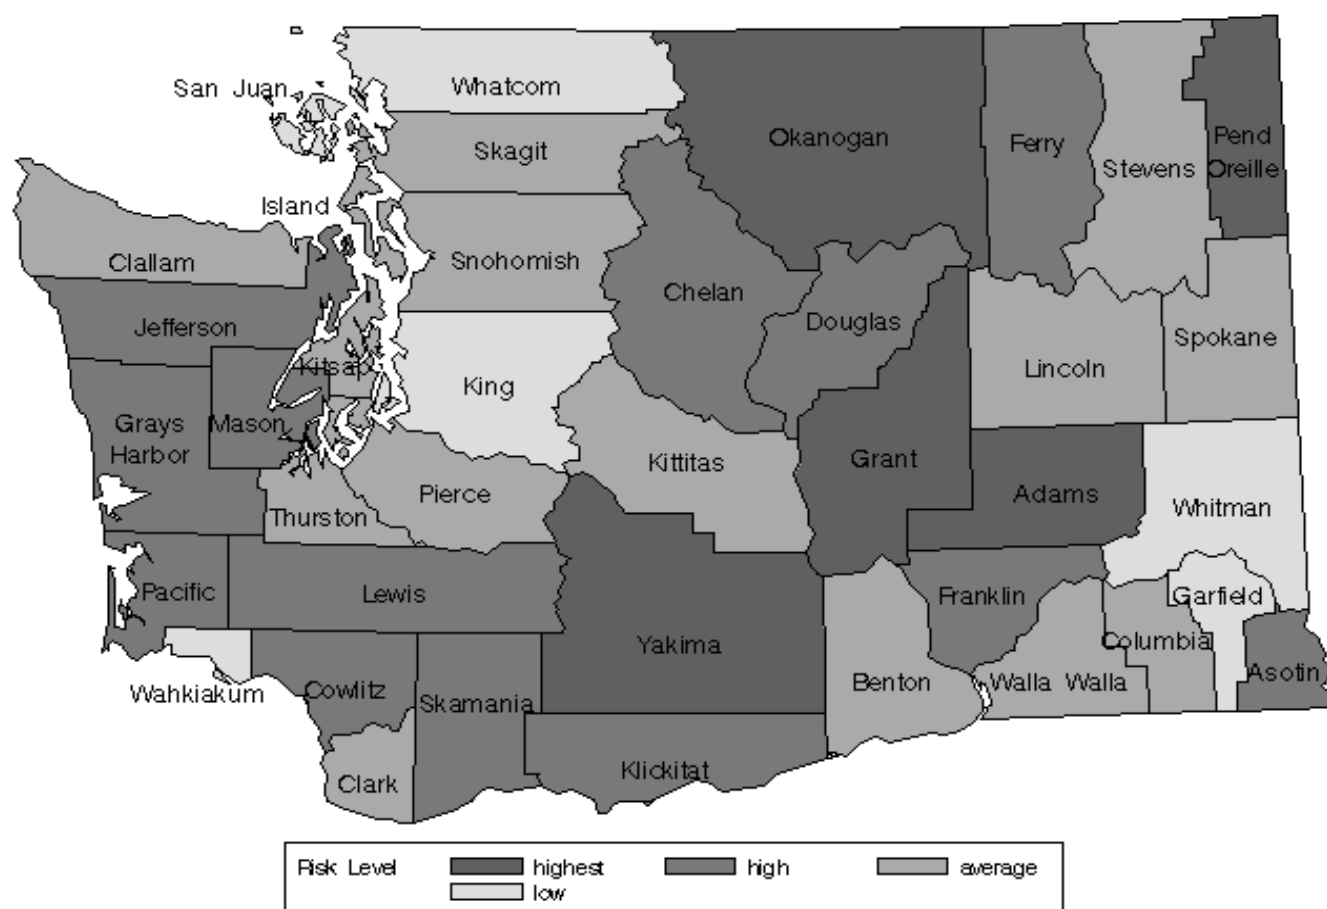 Whatcom
San Juan
Okanogan
Skagit
Ferry
Pend
Oreille
Stevens
Island
Clallam
Snohomish
Chelan
Jefferson
Douglas
Spokane
Kitsap
Lincoln
King
Grays
Harbor
Mason
Kittitas
Grant
Pierce
Adams
Whitman
Thurston
Pacific
Lewis
Franklin
Garfield
Yakima
Columbia
Wahkiakum
Cowlitz
Skamania
Benton
Walla Walla
Asotin
Clark
Klickitat
Risk Level highest high average
low